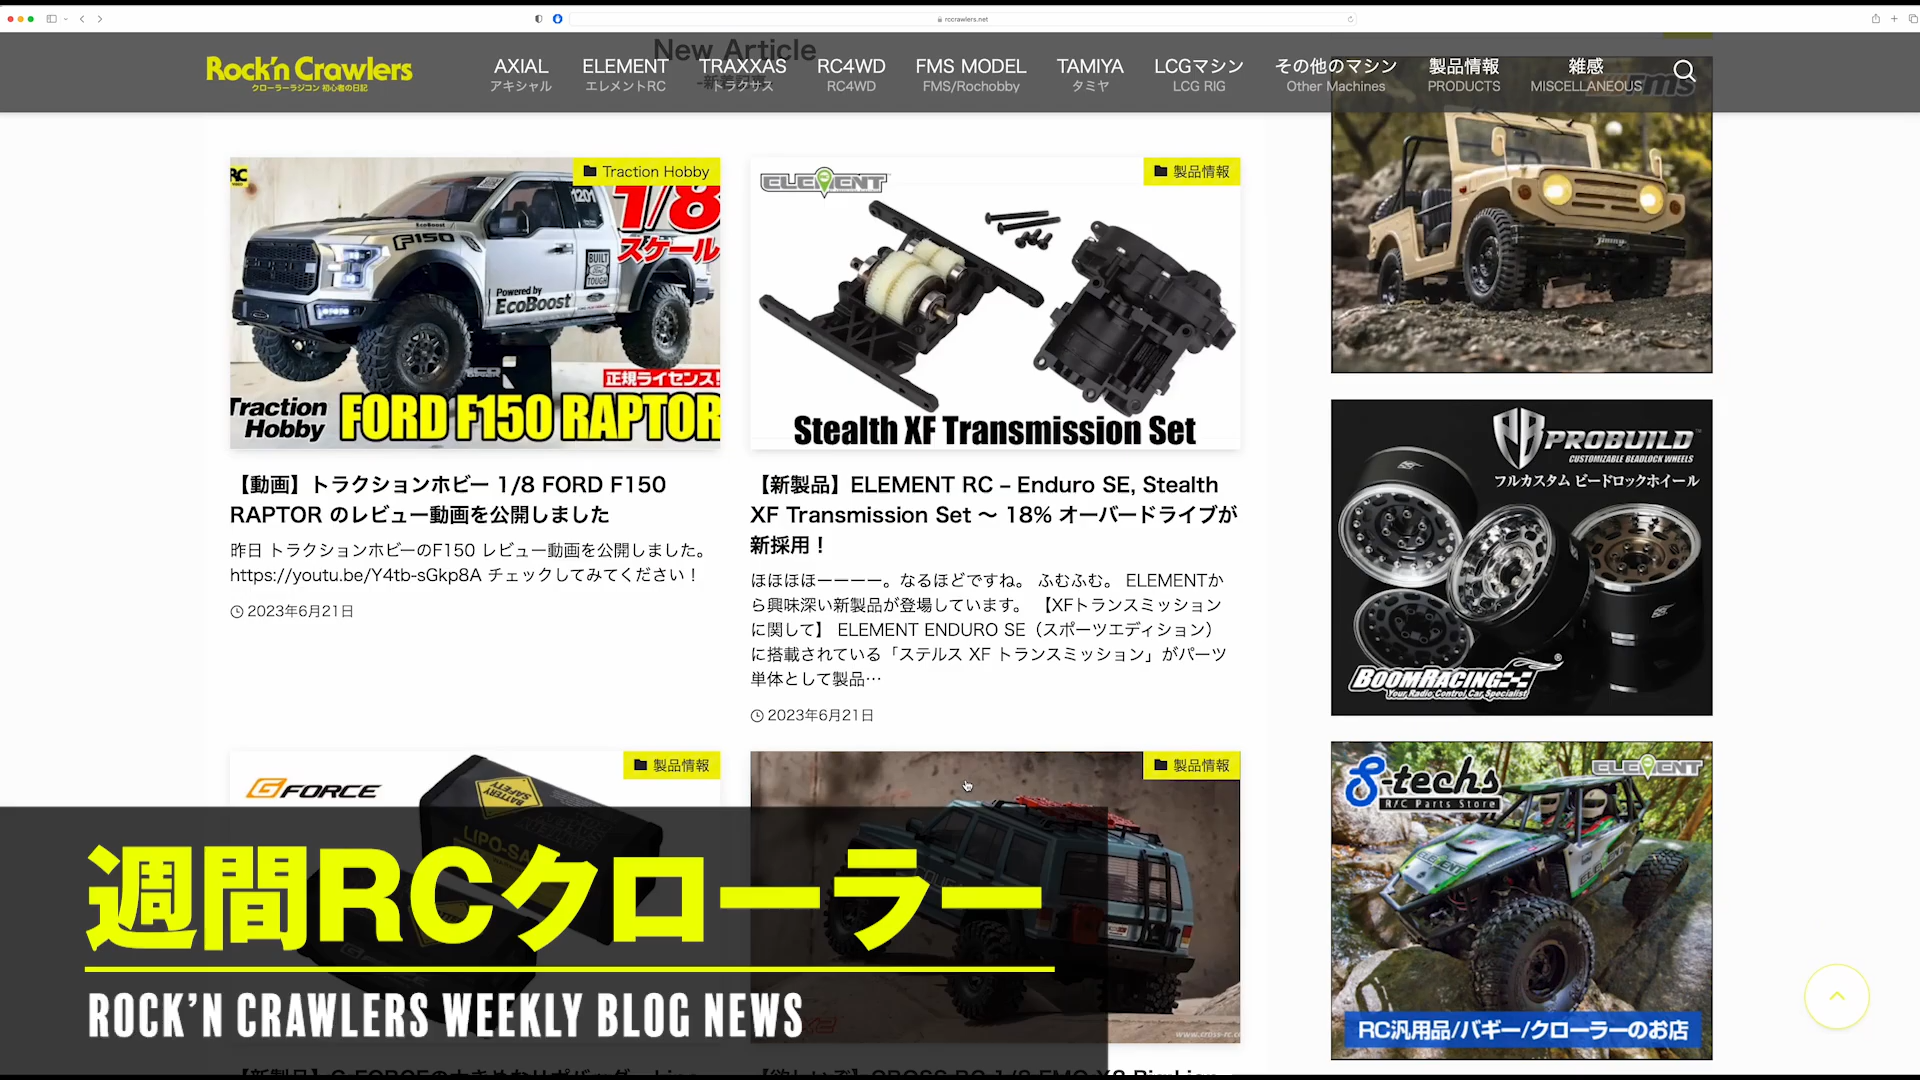 rccrawlers.net
New Article
Rock'n Crawlers
クローラーラジコン 初心者の日記
AXIAL
アキシャル
ELEMENT
エレメントRC
TRAXXAS
トラクサス
RC4WD
RC4WD
FMS MODEL
FMS/Rochobby
TAMIYA
タミヤ
LCGマシン
LCG RIG
その他のマシン
Other Machines
製品情報
PRODUCTS
雑感
MISCELLANEOUS
Traction Hobby
RC
1201
1/8
スケール
EcoBoost
F150
BUILT
TOUGH
Powered by
EcoBoost
正規ライセンス!
Traction
Hobby
FORD F150 RAPTOR
【動画】トラクションホビー 1/8 FORD F150
RAPTOR のレビュー動画を公開しました
昨日 トラクションホビーのF150 レビュー動画を公開しました。
https://youtu.be/Y4tb-sGkp8A チェックしてみてください！
2023年6月21日
製品情報
ELEMENT
Stealth XF Transmission Set
【新製品】ELEMENT RC – Enduro SE, Stealth
XF Transmission Set 〜 18% オーバードライブが
新採用！
ほほほほーーーー。なるほどですね。 ふむふむ。 ELEMENTか
ら興味深い新製品が登場しています。 【XFトランスミッション
に関して】 ELEMENT ENDURO SE（スポーツエディション）
に搭載されている「ステルス XF トランスミッション」がパーツ
単体として製品…
2023年6月21日
製品情報
GFORCE
BATTERY
SAFETY
LIPO-SA
製品情報
www.cross-rc.co
fms
Jimny
PROBUILD
CUSTOMIZABLE BEADLOCK WHEELS
フルカスタム ビードロックホイール
BOOMRACING
Your Radio Control Car Specialist
S-techs
R/C Parts Store
ELEMENT
ELEMENT
RC汎用品/バギー/クローラーのお店
週間RCクローラー
ROCK'N CRAWLERS WEEKLY BLOG NEWS